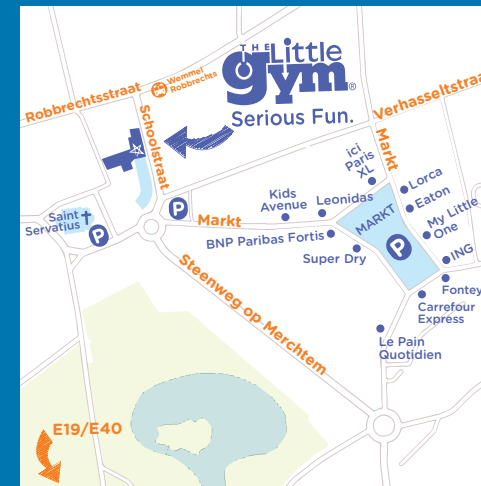 THE
Little
gym®
Serious Fun.
Wemmel
Robbrechts
Robbrechtsstraat
Schoolstraat
Verhasseltstraa
Markt
ici
Paris
XL
Lorca
Eaton
My Little
One
ING
Fontey
Carrefour
Express
Le Pain
Quotidien
Kids
Avenue
Leonidas
MARKT
P
Markt
BNP Paribas Fortis
Super Dry
P
Saint
Servatius
P
Steenweg op Merchtem
E19/E40